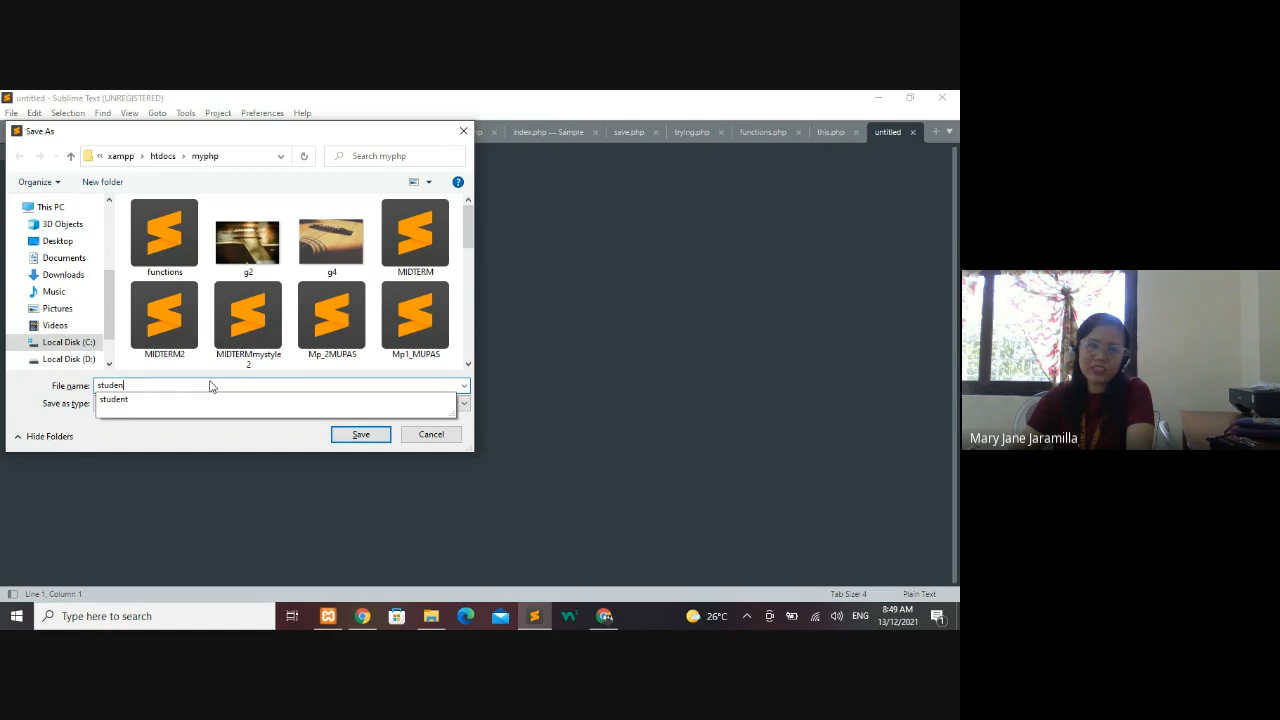 untitled - Sublime Text (UNREGISTERED)
File Edit Selection Find View Goto Tools Project Preferences Help
index.php — Sample save.php trying.php functions.php this.php untitled
Save As
« xampp htdocs myphp Search myphp
Organize New folder
This PC
3D Objects
Desktop
Documents
Downloads
Music
Pictures
Videos
Local Disk (C:)
Local Disk (D:)
functions g2 g4 MIDTERM
MIDTERM2 MIDTERMmystyle2 Mp_2MUPAS Mp1_MUPAS
File name: studen
student
Save as type:
Hide Folders Save Cancel
Mary Jane Jaramilla
Line 1, Column 1 Tab Size: 4 Plain Text
Type here to search 26°C ENG 8:49 AM
13/12/2021